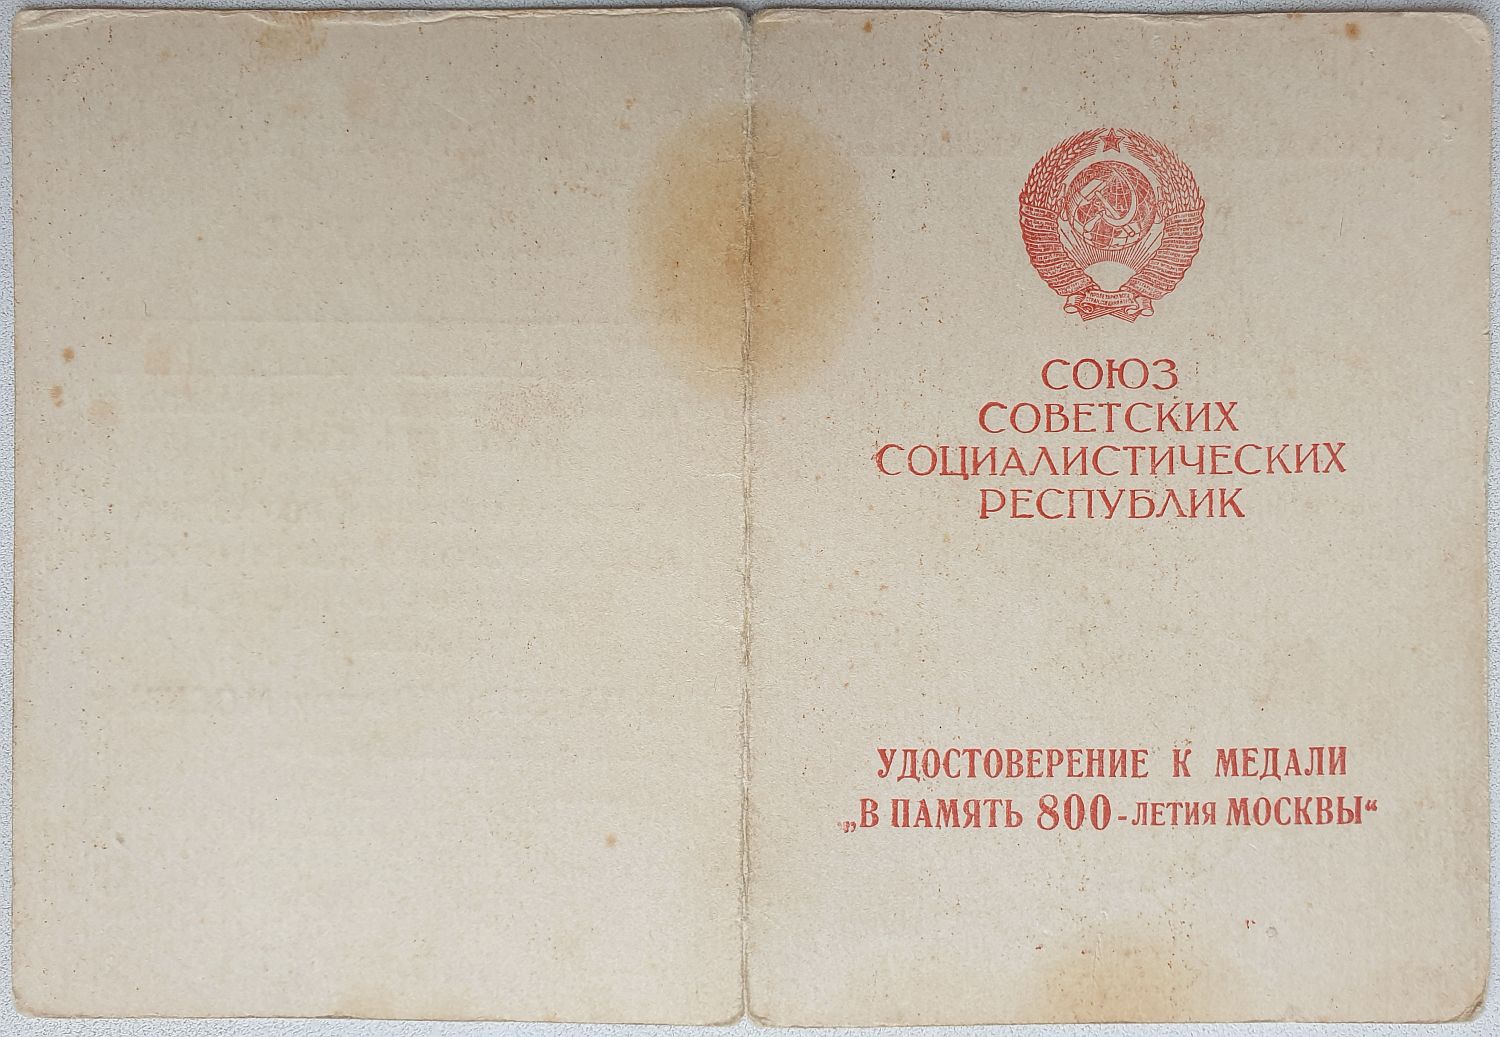 СОЮЗ
СОВЕТСКИХ
СОЦИАЛИСТИЧЕСКИХ
РЕСПУБЛИК
УДОСТОВЕРЕНИЕ К МЕДАЛИ
„В ПАМЯТЬ 800-ЛЕТИЯ МОСКВЫ“